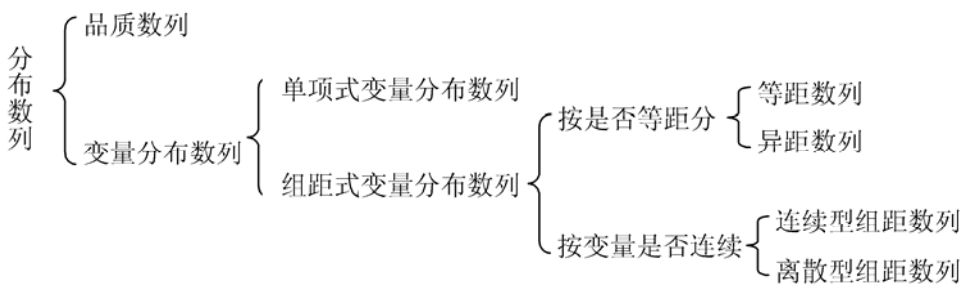 分布数列
品质数列
变量分布数列
单项式变量分布数列
组距式变量分布数列
按是否等距分
等距数列
异距数列
按变量是否连续
连续型组距数列
离散型组距数列